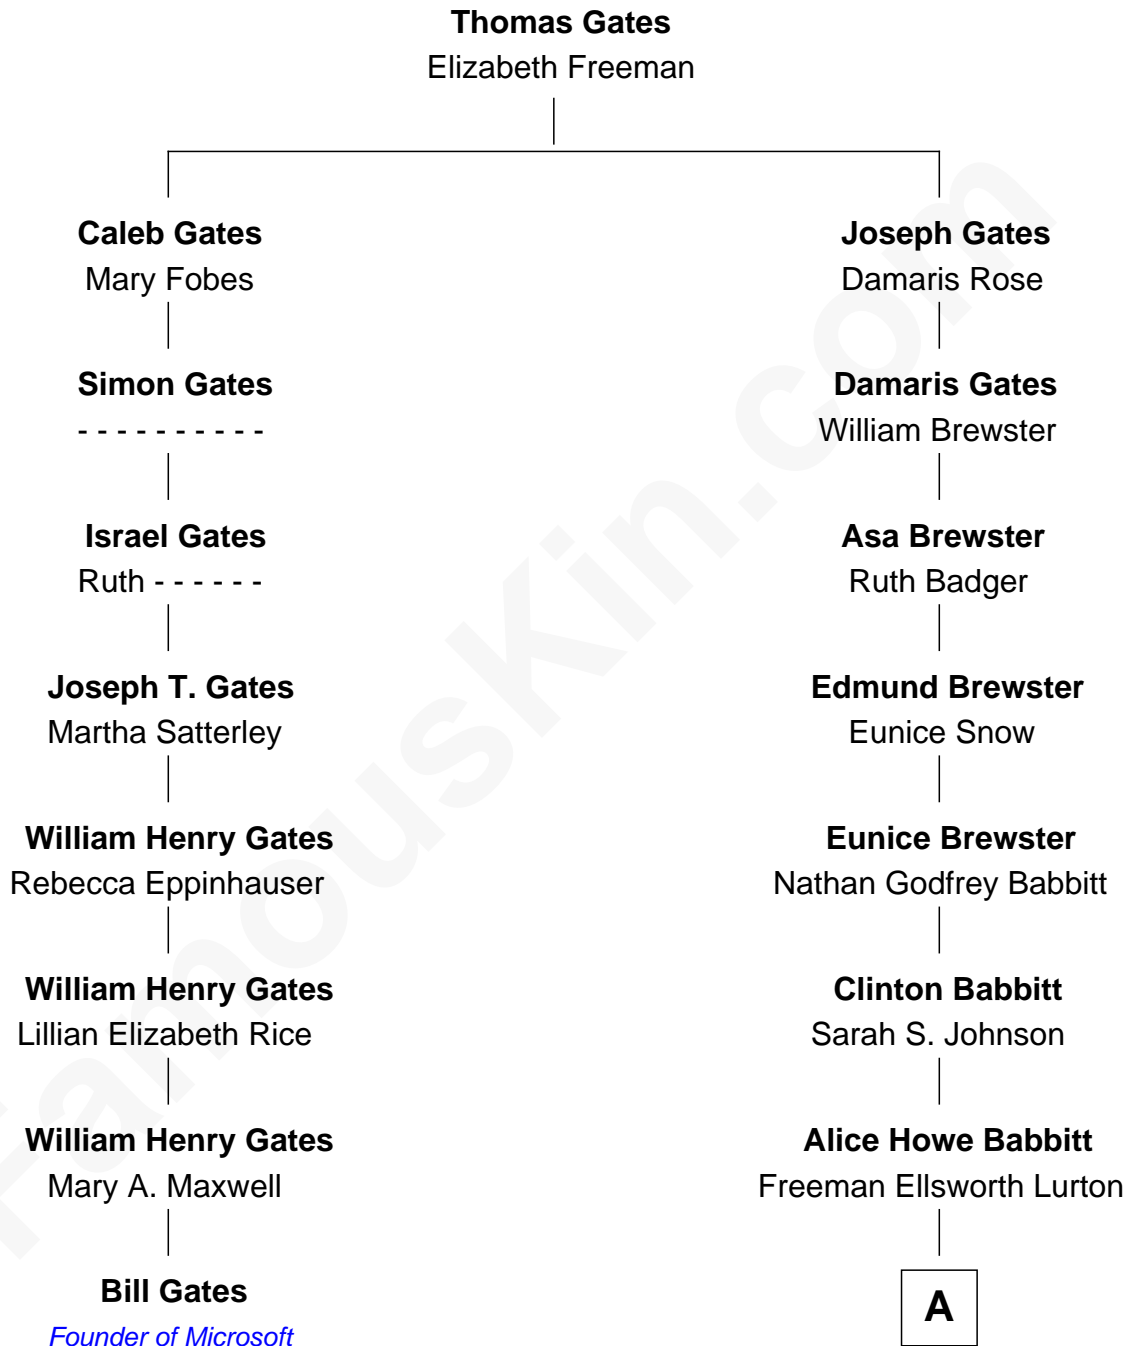 Thomas Gates
Elizabeth Freeman
Caleb Gates
Mary Fobes
Joseph Gates
Damaris Rose
Simon Gates
- - - - - - - - - -
Damaris Gates
William Brewster
Israel Gates
Ruth - - - - - -
Asa Brewster
Ruth Badger
Joseph T. Gates
Martha Satterley
Edmund Brewster
Eunice Snow
William Henry Gates
Rebecca Eppinhauser
Eunice Brewster
Nathan Godfrey Babbitt
William Henry Gates
Lillian Elizabeth Rice
Clinton Babbitt
Sarah S. Johnson
William Henry Gates
Mary A. Maxwell
Alice Howe Babbitt
Freeman Ellsworth Lurton
Bill Gates
Founder of Microsoft
A
FamousKin.com